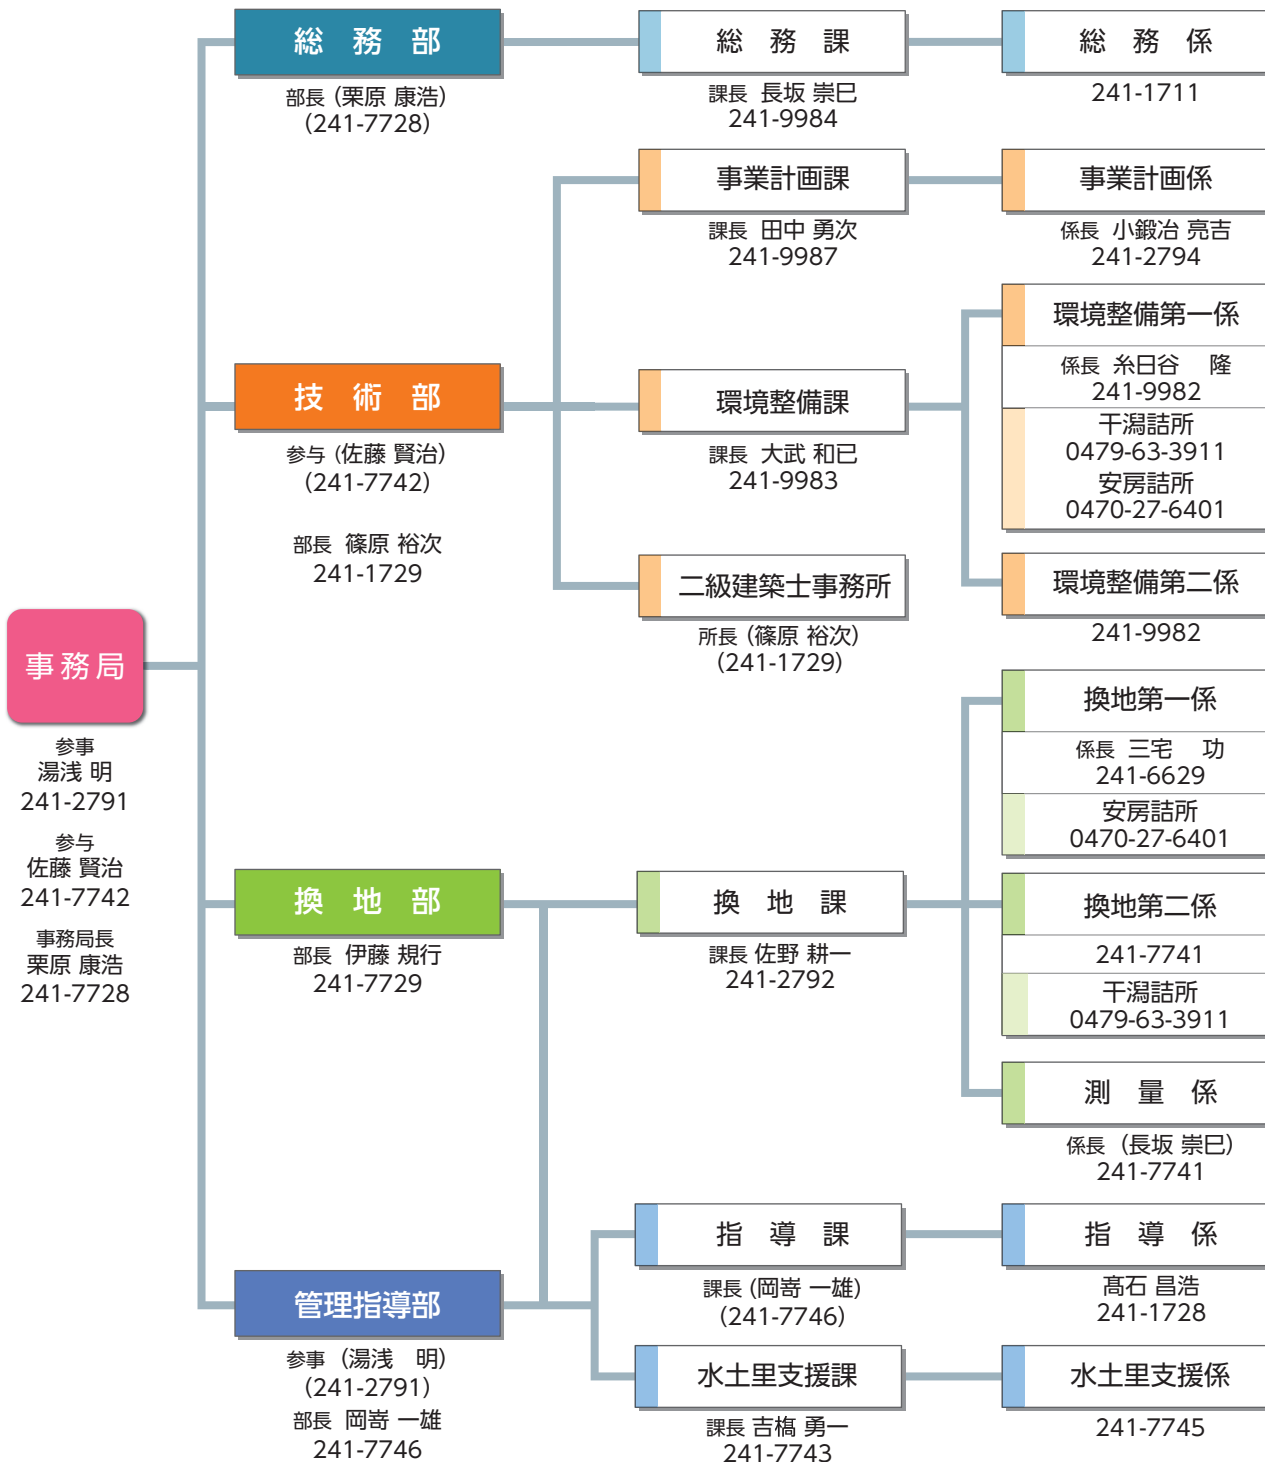 事務局
参事
湯浅 明
241-2791
参与
佐藤 賢治
241-7742
事務局長
栗原 康浩
241-7728
総 務 部
部長 (栗原 康浩)
(241-7728)
総 務 課
課長 長坂 崇巳
241-9984
総 務 係
241-1711
技 術 部
参与 (佐藤 賢治)
(241-7742)
部長 篠原 裕次
241-1729
事業計画課
課長 田中 勇次
241-9987
事業計画係
係長 小鍛冶 亮吉
241-2794
環境整備課
課長 大武 和巳
241-9983
環境整備第一係
係長 糸日谷 隆
241-9982
干潟詰所
0479-63-3911
安房詰所
0470-27-6401
環境整備第二係
241-9982
二級建築士事務所
所長 (篠原 裕次)
(241-1729)
換 地 部
部長 伊藤 規行
241-7729
換 地 課
課長 佐野 耕一
241-2792
換地第一係
係長 三宅 功
241-6629
安房詰所
0470-27-6401
換地第二係
241-7741
干潟詰所
0479-63-3911
測 量 係
係長 (長坂 崇巳)
241-7741
管理指導部
参事 (湯浅 明)
(241-2791)
部長 岡嵜 一雄
241-7746
指 導 課
課長 (岡嵜 一雄)
(241-7746)
指 導 係
髙石 昌浩
241-1728
水土里支援課
課長 吉槗 勇一
241-7743
水土里支援係
241-7745